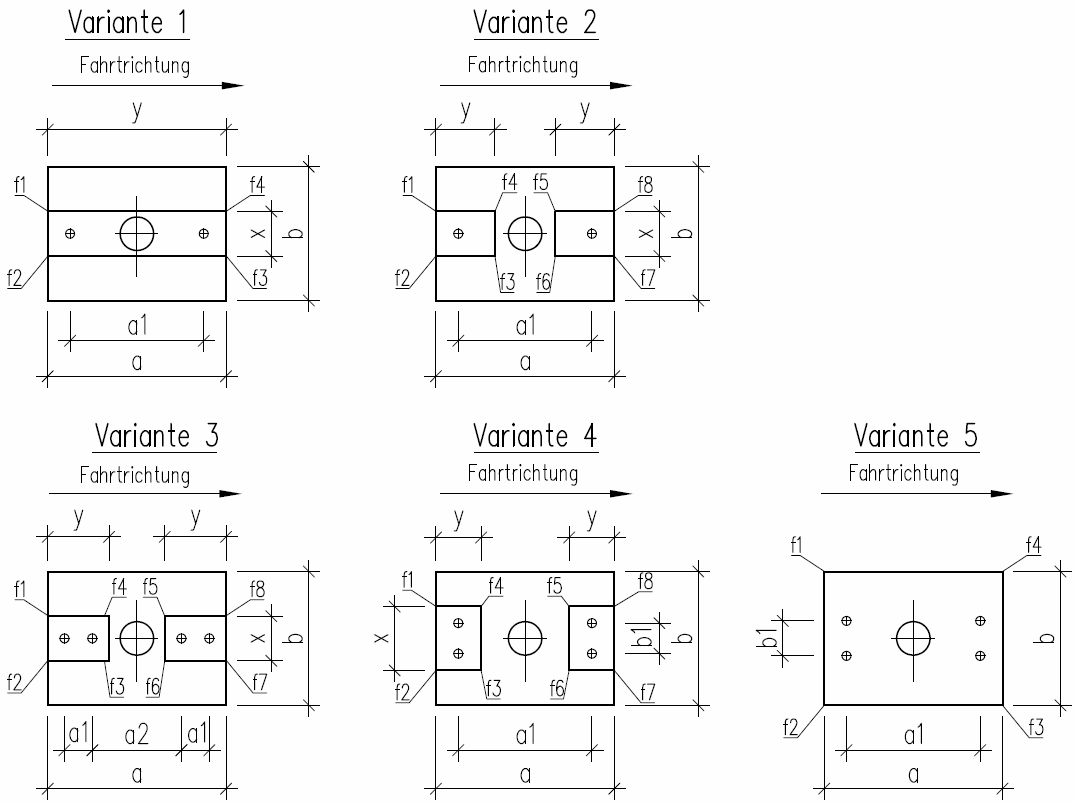 Variante 1
Fahrtrichtung
y
f1
f4
x
b
f2
f3
a1
a
Variante 2
Fahrtrichtung
y
y
f1
f4
f5
f8
x
b
f2
f3
f6
f7
a1
a
Variante 3
Fahrtrichtung
y
y
f1
f4
f5
f8
x
b
f2
f3
f6
f7
a1
a2
a1
a
Variante 4
Fahrtrichtung
y
y
f1
f4
f5
f8
x
b1
b
f2
f3
f6
f7
a1
a
Variante 5
Fahrtrichtung
f1
f4
b1
b
f2
f3
a1
a